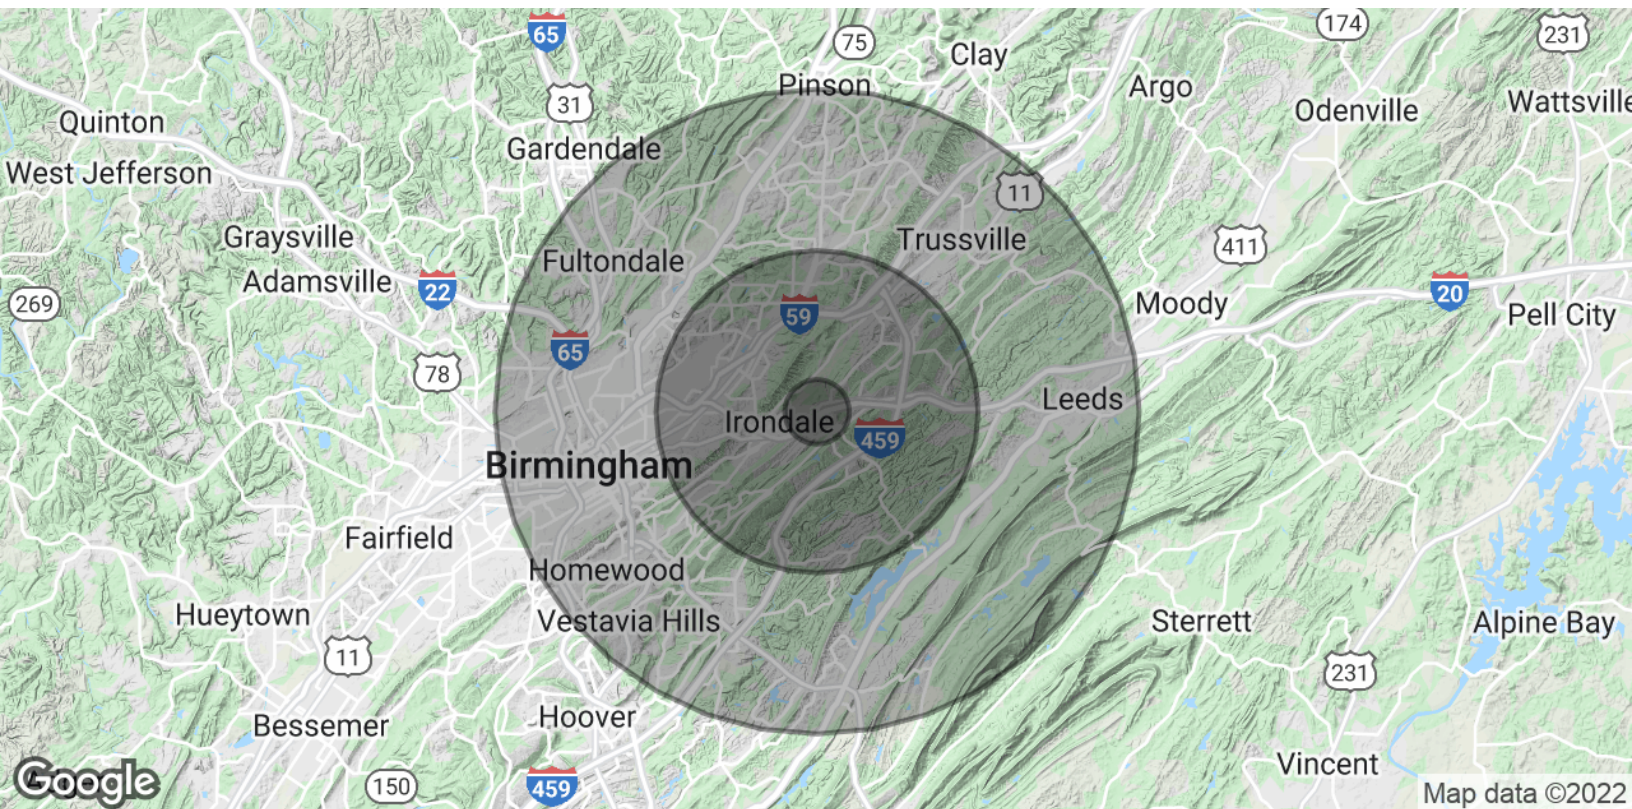 65
75
Clay
174
231
Pinson
Argo
31
Odenville
Wattsville
Quinton
Gardendale
West Jefferson
11
Graysville
Trussville
411
Fultondale
Adamsville
22
20
269
Moody
59
Pell City
65
78
Leeds
Irondale
459
Birmingham
Fairfield
Homewood
Hueytown
Vestavia Hills
Sterrett
Alpine Bay
11
231
Hoover
Bessemer
Vincent
Google
150
459
Map data ©2022